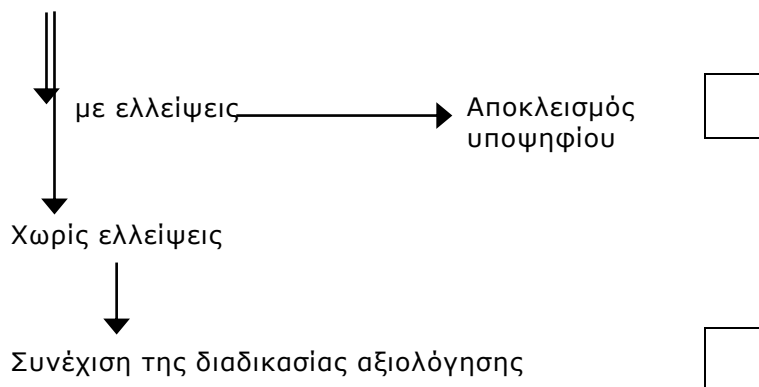 με ελλείψεις
Αποκλεισμός
υποψηφίου
Χωρίς ελλείψεις
Συνέχιση της διαδικασίας αξιολόγησης